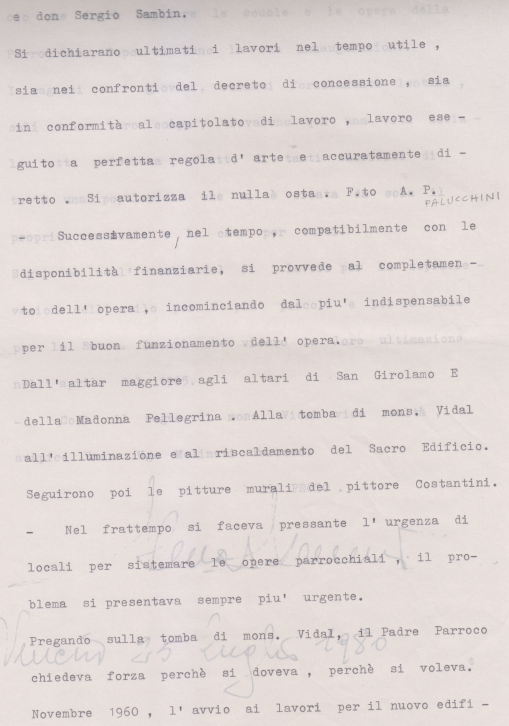 e don Sergio Sambin.
Si dichiarano ultimati i lavori nel tempo utile ,
sia nei confronti del decreto di concessione , sia
in conformità al capitolato di lavoro , lavoro ese -
guito a perfetta regola d' arte e accuratamente di -
retto . Si autorizza il nulla osta . F.to A. P.
PALUCCHINI
- Successivamente , nel tempo , compatibilmente con le
disponibilità finanziarie, si provvede al completamen -
to dell' opera , incominciando dal piu' indispensabile
per il buon funzionamento dell' opera.
Dall'altar maggiore agli altari di San Girolamo E
della Madonna Pellegrina . Alla tomba di mons. Vidal
all' illuminazione e al riscaldamento del Sacro Edificio.
Seguirono poi le pitture murali del pittore Costantini.
- Nel frattempo si faceva pressante l' urgenza di
locali per sistemare le opere parrocchiali , il pro-
blema si presentava sempre piu' urgente.
Pregando sulla tomba di mons. Vidal, il Padre Parroco
25 Luglio 1980
chiedeva forza perchè si doveva , perchè si voleva.
Novembre 1960 , l' avvio ai lavori per il nuovo edifi -